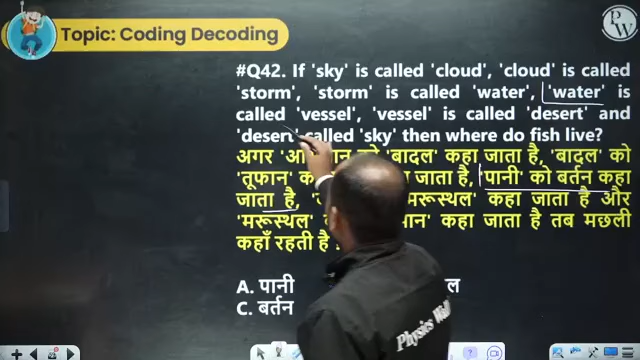 Topic: Coding Decoding
PW
#Q42. If 'sky' is called 'cloud', 'cloud' is called
'storm', 'storm' is called 'water', 'water' is
called 'vessel', 'vessel' is called 'desert' and
'desert' called 'sky' then where do fish live?
अगर 'को 'बादल' कहा जाता है, 'बादल' को
'तूफान' जाता है, 'पानी' को बर्तन कहा
जाता है, मरूस्थल' कहा जाता है और
'मरूस्थल' कहा जाता है तब मछली
कहाँ रहती है
A. पानी
C. बर्तन
Physics Wall